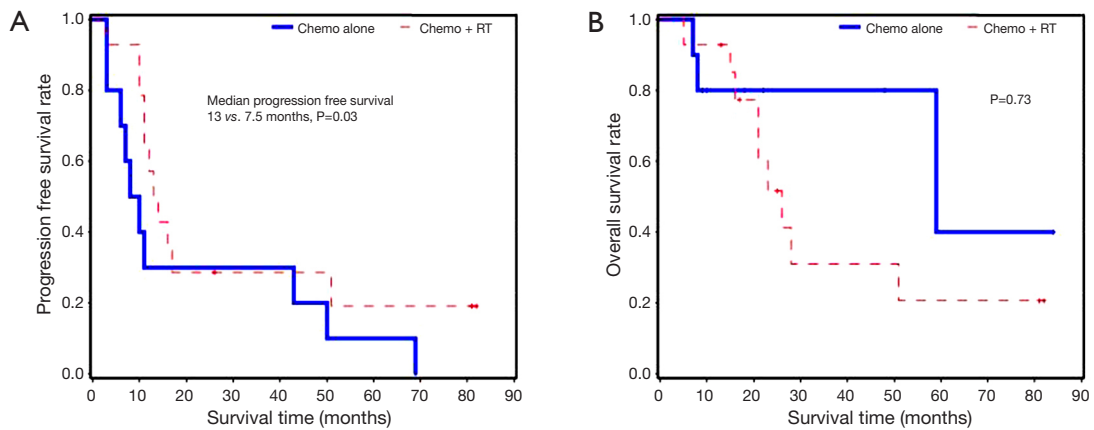 A
Chemo alone
Chemo + RT
Median progression free survival
13 vs. 7.5 months, P=0.03
Progression free survival rate
1.0
0.8
0.6
0.4
0.2
0.0
0 10 20 30 40 50 60 70 80 90
Survival time (months)
B
Chemo alone
Chemo + RT
P=0.73
Overall survival rate
1.0
0.8
0.6
0.4
0.2
0.0
0 10 20 30 40 50 60 70 80 90
Survival time (months)